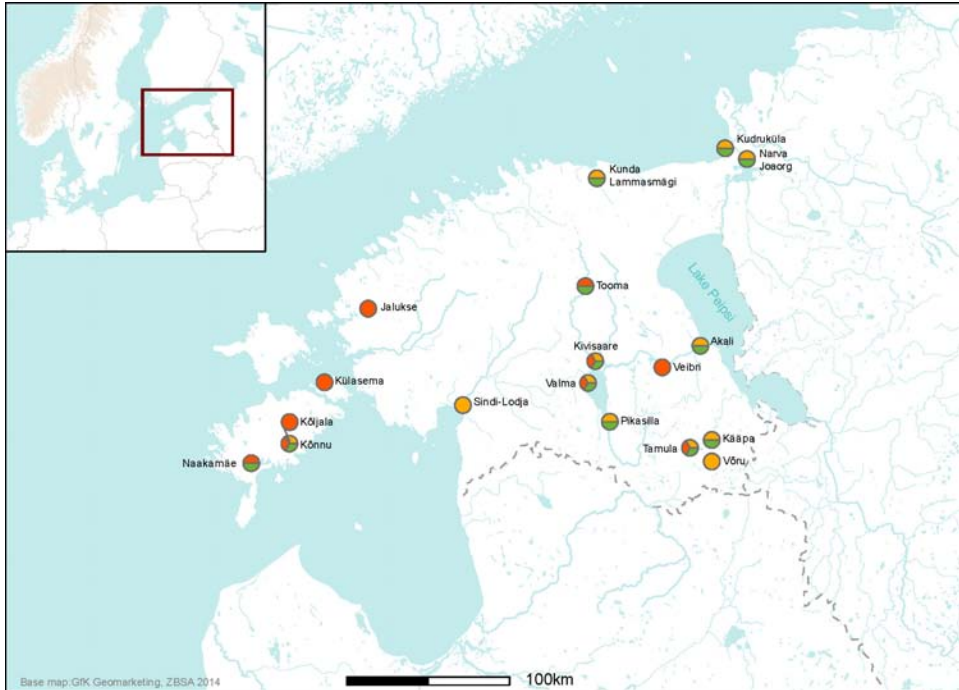 Kudruküla
Narva
Joaorg
Kunda
Lammasmägi
Lake Peipsi
Tooma
Jalukse
Akali
Kivisaare
Veibri
Külasema
Valma
Sindi-Lodja
Kõljala
Pikasilla
Kõnnu
Kääpa
Tamula
Naakamäe
Võru
Base map:GfK Geomarketing, ZBSA 2014
100km